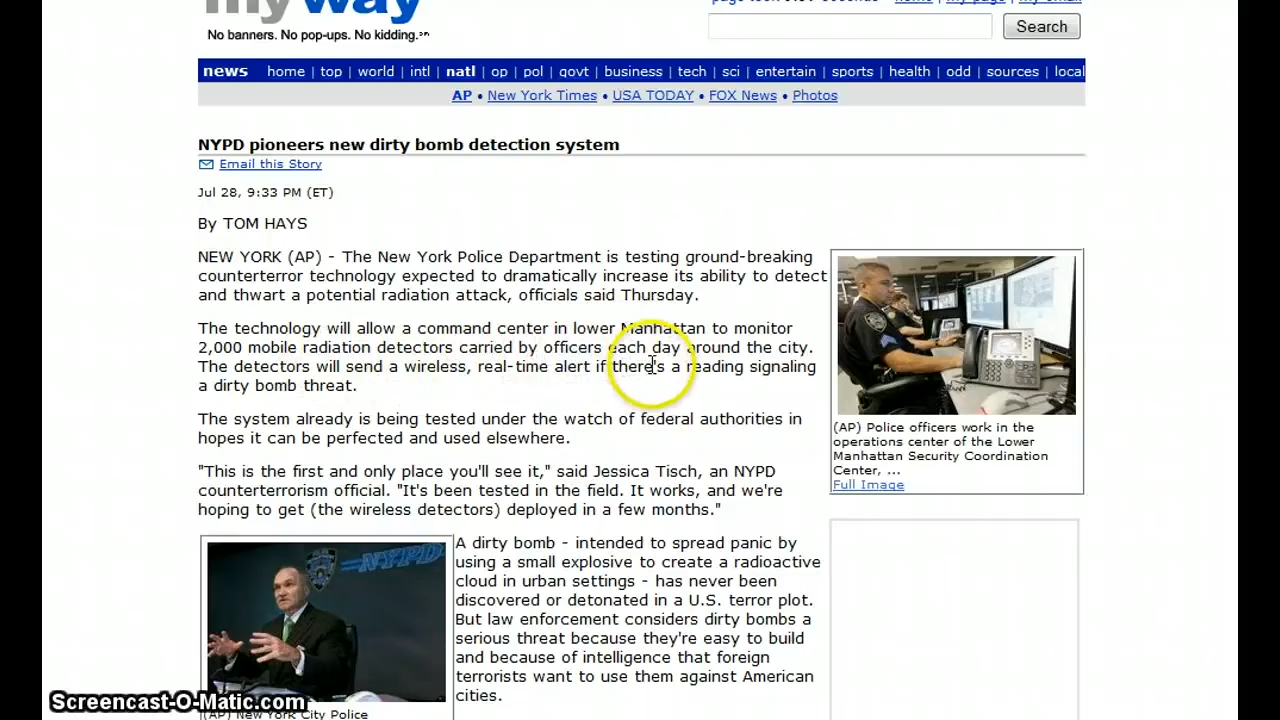 myway
page took
seconds
home | my page | my email
No banners. No pop-ups. No kidding.
Search
news home | top | world | intl | natl | op | pol | govt | business | tech | sci | entertain | sports | health | odd | sources | local
AP • New York Times • USA TODAY • FOX News • Photos
NYPD pioneers new dirty bomb detection system
Email this Story
Jul 28, 9:33 PM (ET)
By TOM HAYS
NEW YORK (AP) - The New York Police Department is testing ground-breaking
counterterror technology expected to dramatically increase its ability to detect
and thwart a potential radiation attack, officials said Thursday.
The technology will allow a command center in lower Manhattan to monitor
2,000 mobile radiation detectors carried by officers each day around the city.
The detectors will send a wireless, real-time alert if there's a reading signaling
a dirty bomb threat.
The system already is being tested under the watch of federal authorities in
hopes it can be perfected and used elsewhere.
"This is the first and only place you'll see it," said Jessica Tisch, an NYPD
counterterrorism official. "It's been tested in the field. It works, and we're
hoping to get (the wireless detectors) deployed in a few months."
(AP) Police officers work in the
operations center of the Lower
Manhattan Security Coordination
Center, ...
Full Image
NYPD
A dirty bomb - intended to spread panic by
using a small explosive to create a radioactive
cloud in urban settings - has never been
discovered or detonated in a U.S. terror plot.
But law enforcement considers dirty bombs a
serious threat because they're easy to build
and because of intelligence that foreign
terrorists want to use them against American
cities.
(AP) New York City Police
Screencast-O-Matic.com